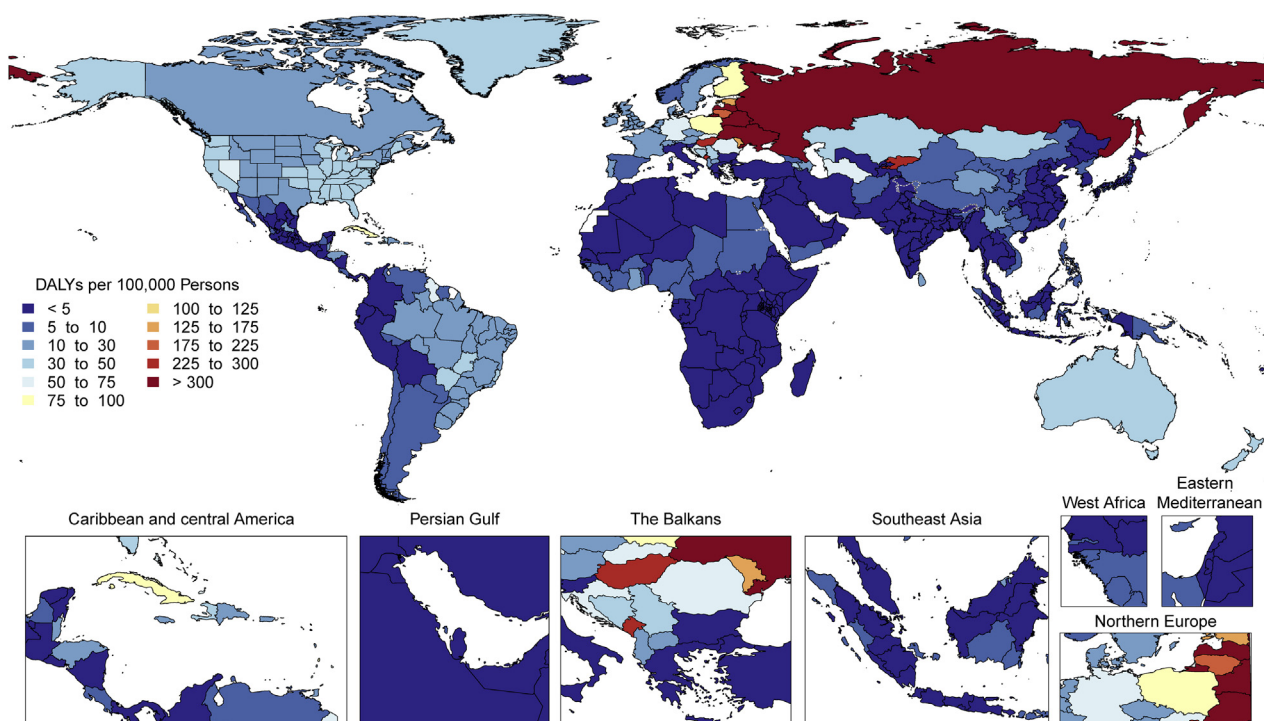 DALYs per 100,000 Persons
< 5
5 to 10
10 to 30
30 to 50
50 to 75
75 to 100
100 to 125
125 to 175
175 to 225
225 to 300
> 300
Caribbean and central America
Persian Gulf
The Balkans
Southeast Asia
West Africa
Eastern
Mediterranean
Northern Europe